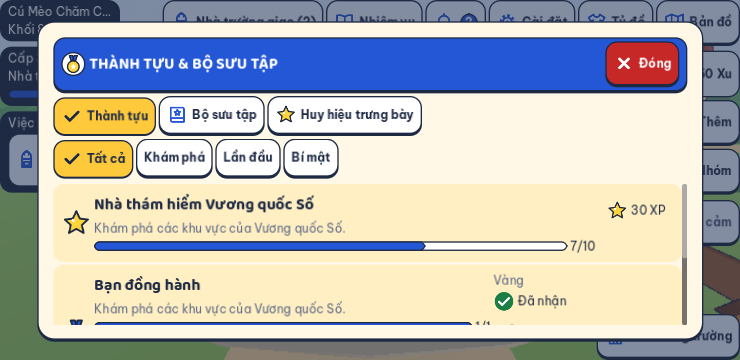 Cú Mèo Chăm C...
Khối
Cấp
Nhà t
Việc
Nhà trường giao (2)
Nhiệm vụ
Cài đặt
Tủ đồ
Bản đồ
THÀNH TỰU & BỘ SƯU TẬP
Đóng
Xu
Thành tựu
Bộ sưu tập
Huy hiệu trưng bày
Thêm
Tất cả
Khám phá
Lần đầu
Bí mật
Nhóm
Nhà thám hiểm Vương quốc Số
30 XP
Khám phá các khu vực của Vương quốc Số.
cảm
7/10
Bạn đồng hành
Vàng
Khám phá các khu vực của Vương quốc Số.
Đã nhận
1/1